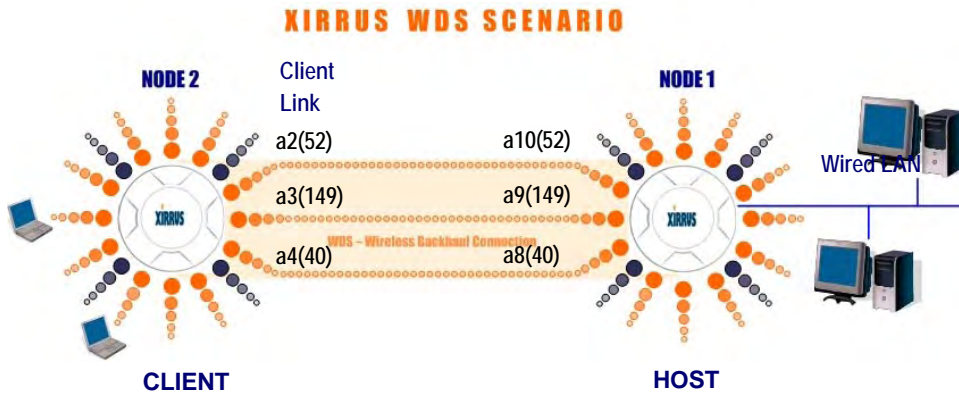 XIRRUS WDS SCENARIO
NODE 2
Client
Link
NODE 1
a2(52)
a10(52)
Wired LAN
a3(149)
a9(149)
XIRRUS
XIRRUS
WDS – Wireless Backhaul Connection
a4(40)
a8(40)
CLIENT
HOST